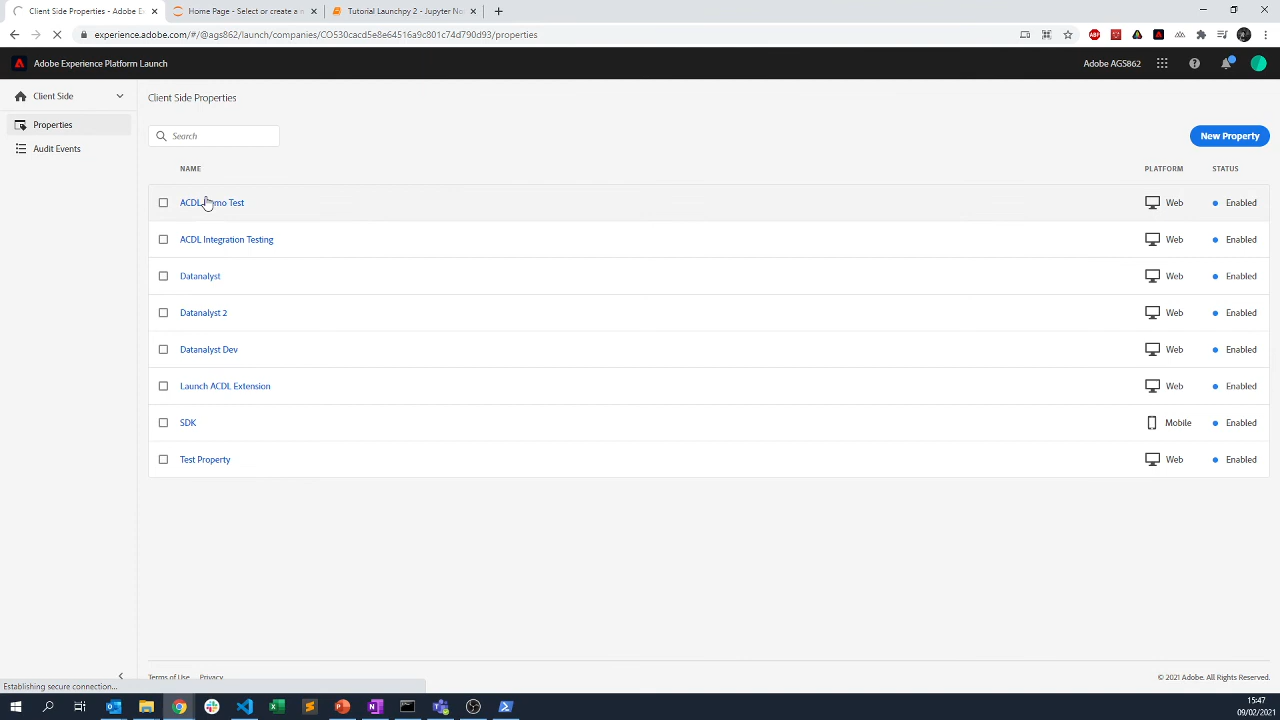 Client Side Properties - Adobe Ex
Home Page - Select or create a n
Tutorial Launchpy 2 - Jupyter No
experience.adobe.com/#/@ags862/launch/companies/CO530cacd5e8e64516a9c801c74d790d93/properties
Adobe Experience Platform Launch
Adobe AGS862
Client Side
Client Side Properties
Properties
Search
New Property
Audit Events
NAME PLATFORM STATUS
ACDL Demo Test Web Enabled
ACDL Integration Testing Web Enabled
Datanalyst Web Enabled
Datanalyst 2 Web Enabled
Datanalyst Dev Web Enabled
Launch ACDL Extension Web Enabled
SDK Mobile Enabled
Test Property Web Enabled
Terms of Use Privacy © 2021 Adobe. All Rights Reserved.
Establishing secure connection...
15:47
09/02/2021